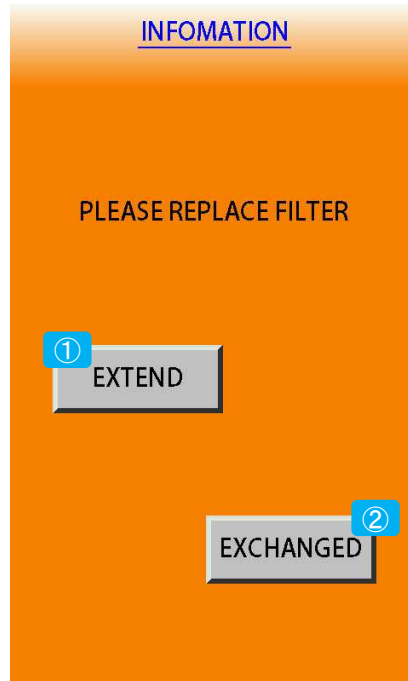 INFOMATION
PLEASE REPLACE FILTER
①
EXTEND
②
EXCHANGED